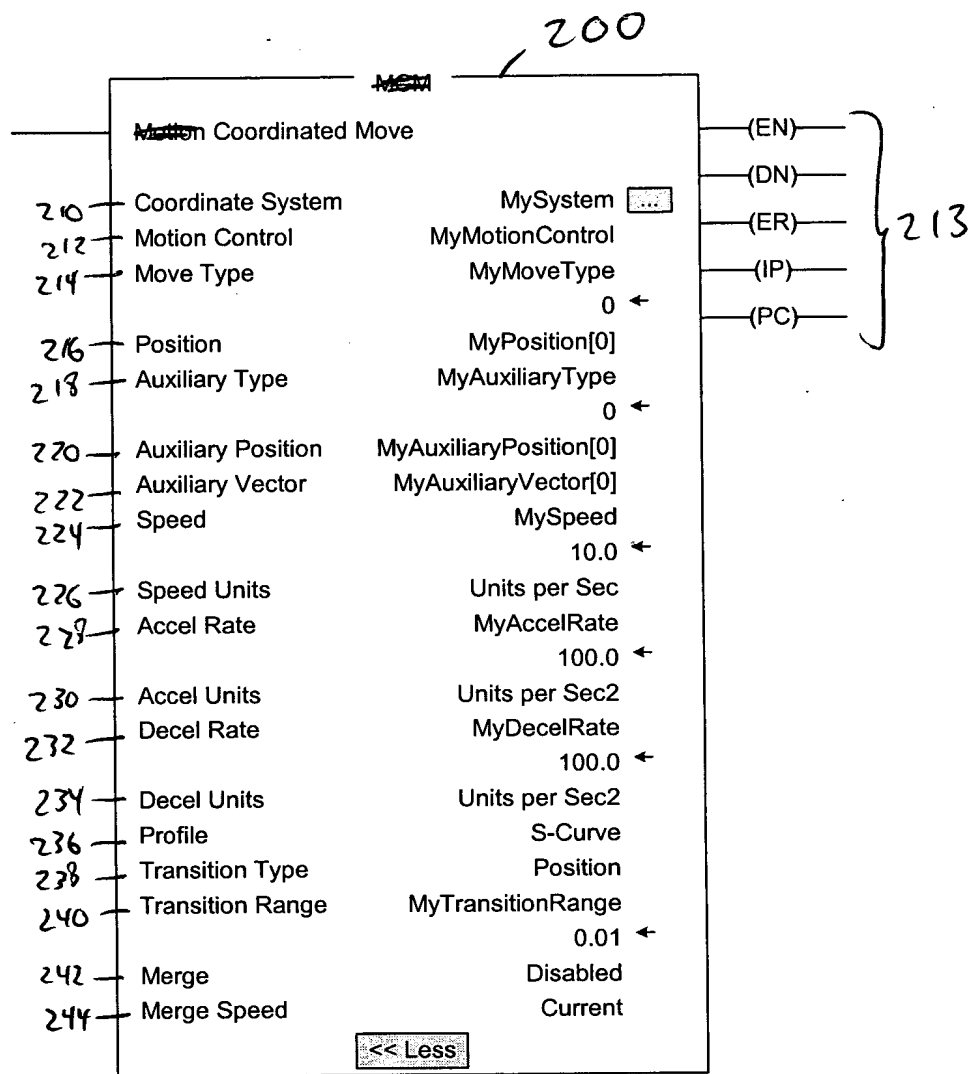 200
MCM
Motion Coordinated Move
(EN)
(DN)
210 Coordinate System MySystem ...
212 Motion Control MyMotionControl (ER)
213
214 Move Type MyMoveType (IP)
0 ←
(PC)
216 Position MyPosition[0]
218 Auxiliary Type MyAuxiliaryType
0 ←
220 Auxiliary Position MyAuxiliaryPosition[0]
222 Auxiliary Vector MyAuxiliaryVector[0]
224 Speed MySpeed
10.0 ←
226 Speed Units Units per Sec
228 Accel Rate MyAccelRate
100.0 ←
230 Accel Units Units per Sec2
232 Decel Rate MyDecelRate
100.0 ←
234 Decel Units Units per Sec2
236 Profile S-Curve
238 Transition Type Position
240 Transition Range MyTransitionRange
0.01 ←
242 Merge Disabled
244 Merge Speed Current
<< Less